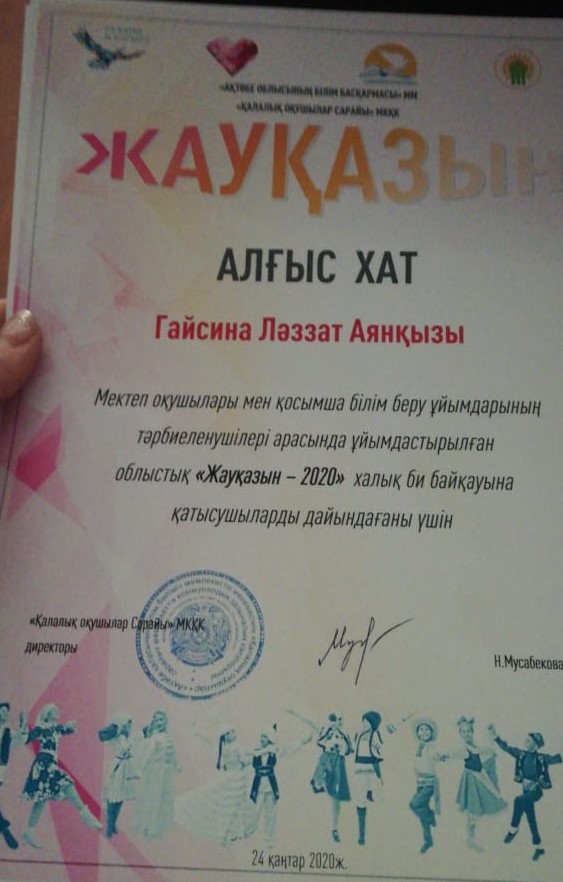 «АҚТӨБЕ ОБЛЫСЫНЫҢ БІЛІМ БАСҚАРМАСЫ» ММ
«ҚАЛАЛЫҚ ОҚУШЫЛАР САРАЙЫ» МКҚК
ЖАУҚАЗЫН
АЛҒЫС ХАТ
Гайсина Ләззат Аянқызы
Мектеп оқушылары мен қосымша білім беру ұйымдарының
тәрбиеленушілері арасында ұйымдастырылған
облыстық «Жауқазын – 2020» халық би байқауына
қатысушыларды дайындағаны үшін
«Қалалық оқушылар Сарайы» МКҚК
директоры
Н.Мусабекова
24 қаңтар 2020ж.